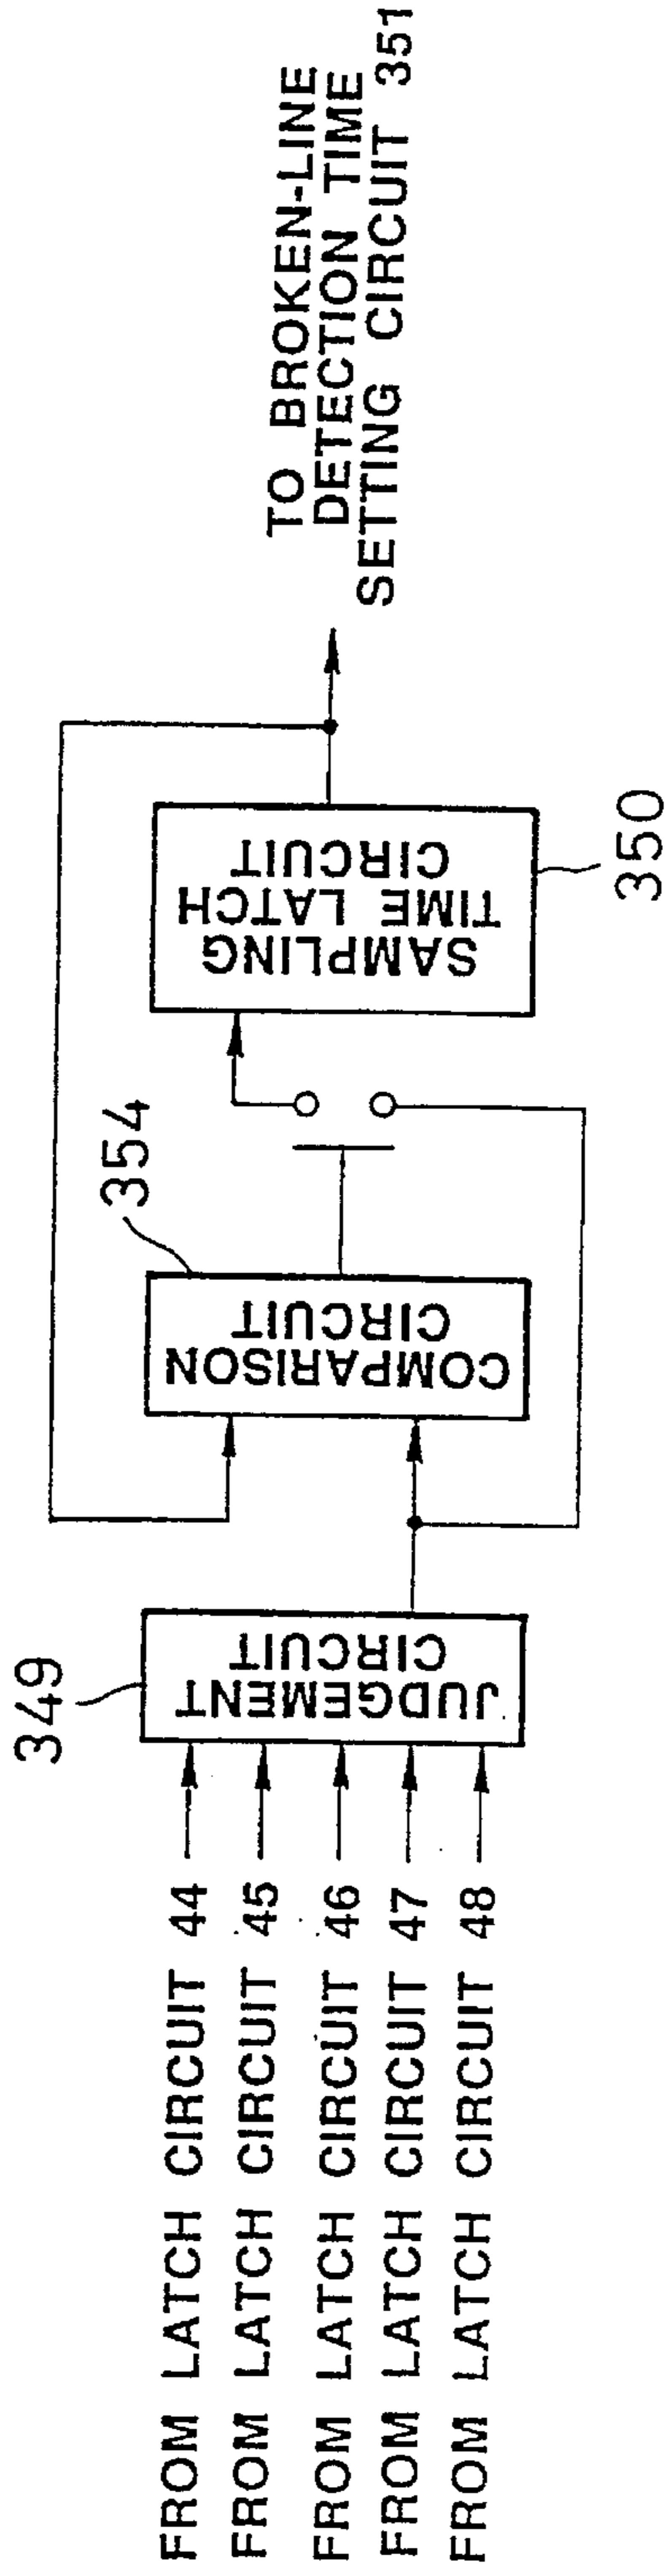 FROM LATCH CIRCUIT 44
FROM LATCH CIRCUIT 45
FROM LATCH CIRCUIT 46
FROM LATCH CIRCUIT 47
FROM LATCH CIRCUIT 48
349
JUDGEMENT
CIRCUIT
354
COMPARISON
CIRCUIT
SAMPLING
TIME LATCH
CIRCUIT
350
TO BROKEN-LINE
DETECTION TIME
SETTING CIRCUIT 351